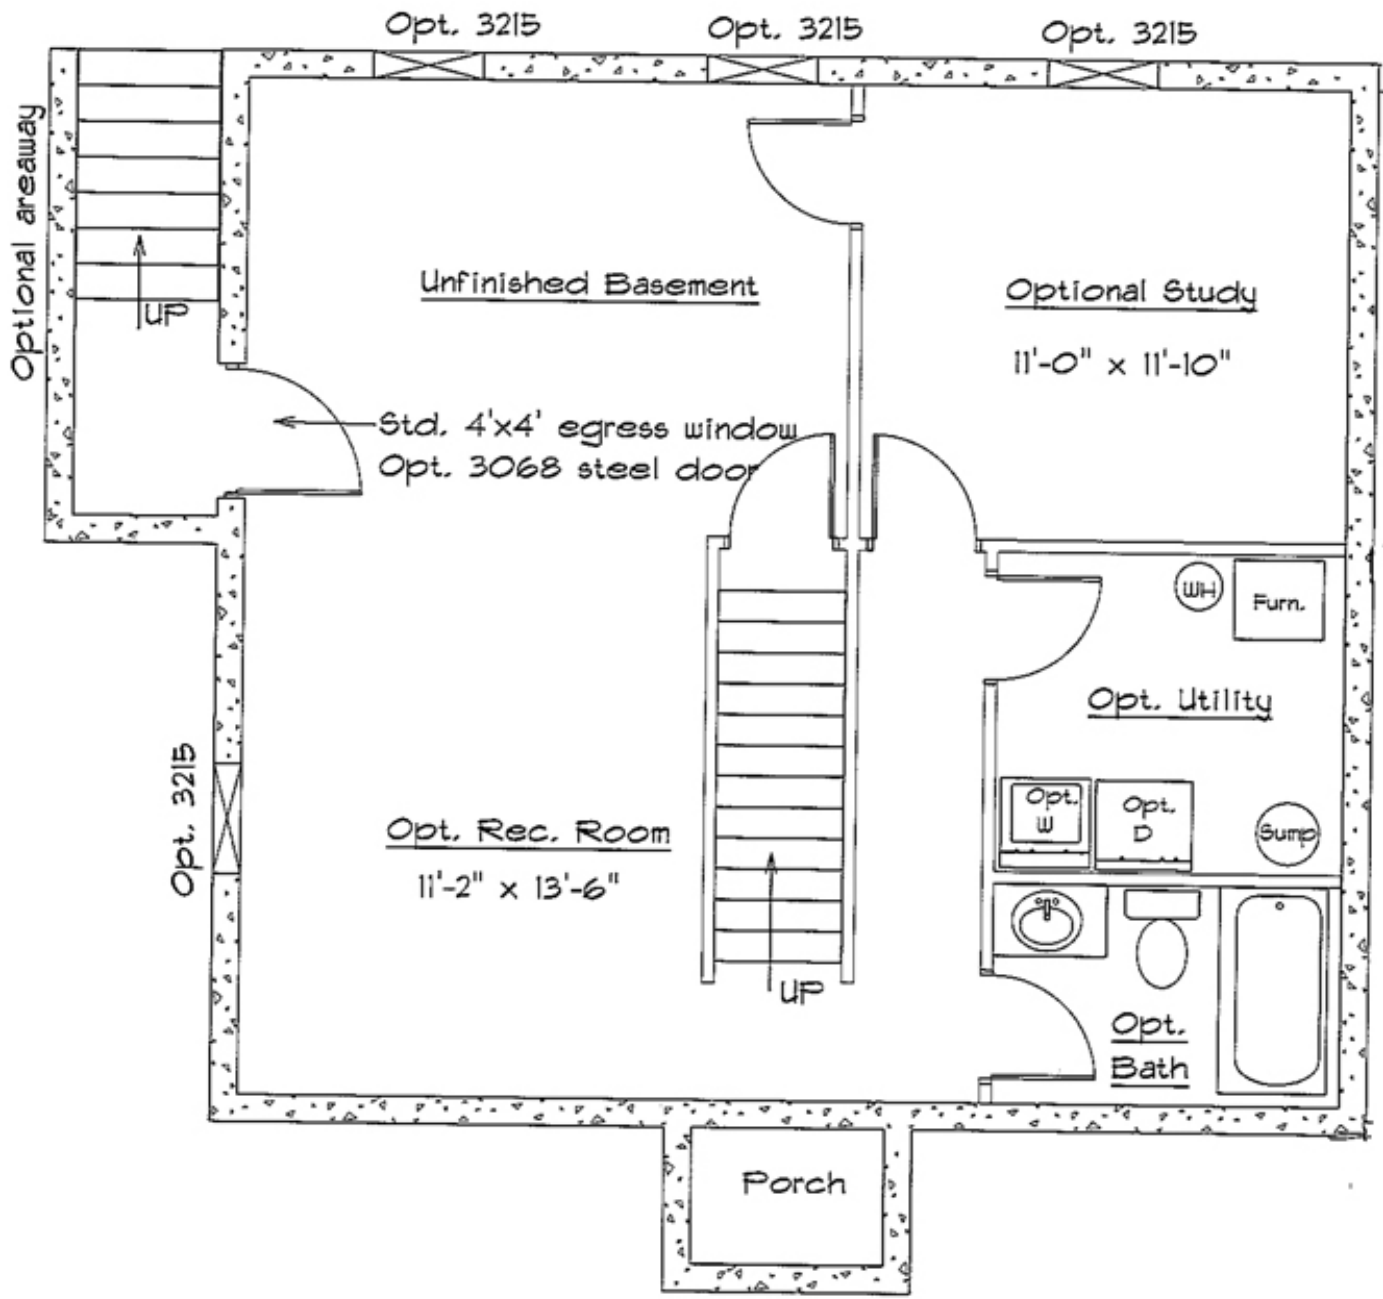 Opt. 3215
Opt. 3215
Opt. 3215
Optional areaway
UP
Unfinished Basement
Optional Study
11'-0" x 11'-10"
Std. 4'x4' egress window
Opt. 3068 steel door
WH
Furn.
Opt. Utility
Opt. 3215
Opt. Rec. Room
11'-2" x 13'-6"
Opt.
W
Opt.
D
Sump
UP
Opt.
Bath
Porch